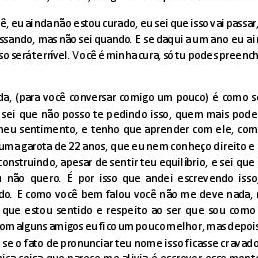 ê, eu ainda não estou curado, eu sei que isso vai passar,
ssando, mas não sei quando. E se daqui a um ano eu ai
so será terrível. Você é minha cura, só tu podes preench
da, (para você conversar comigo um pouco) é como s
sei que não posso te pedindo isso, quem mais pode
neu sentimento, e tenho que aprender com ele, com
uma garota de 22 anos, que eu nem conheço direito e
construindo, apesar de sentir teu equilíbrio, e sei que
não quero. É por isso que andei escrevendo isso,
do. E como você bem falou você não me deve nada,
que estou sentido e respeito ao ser que sou como
om alguns amigos eu fico um pouco melhor, mas depois
se o fato de pronunciar teu nome isso ficasse cravado